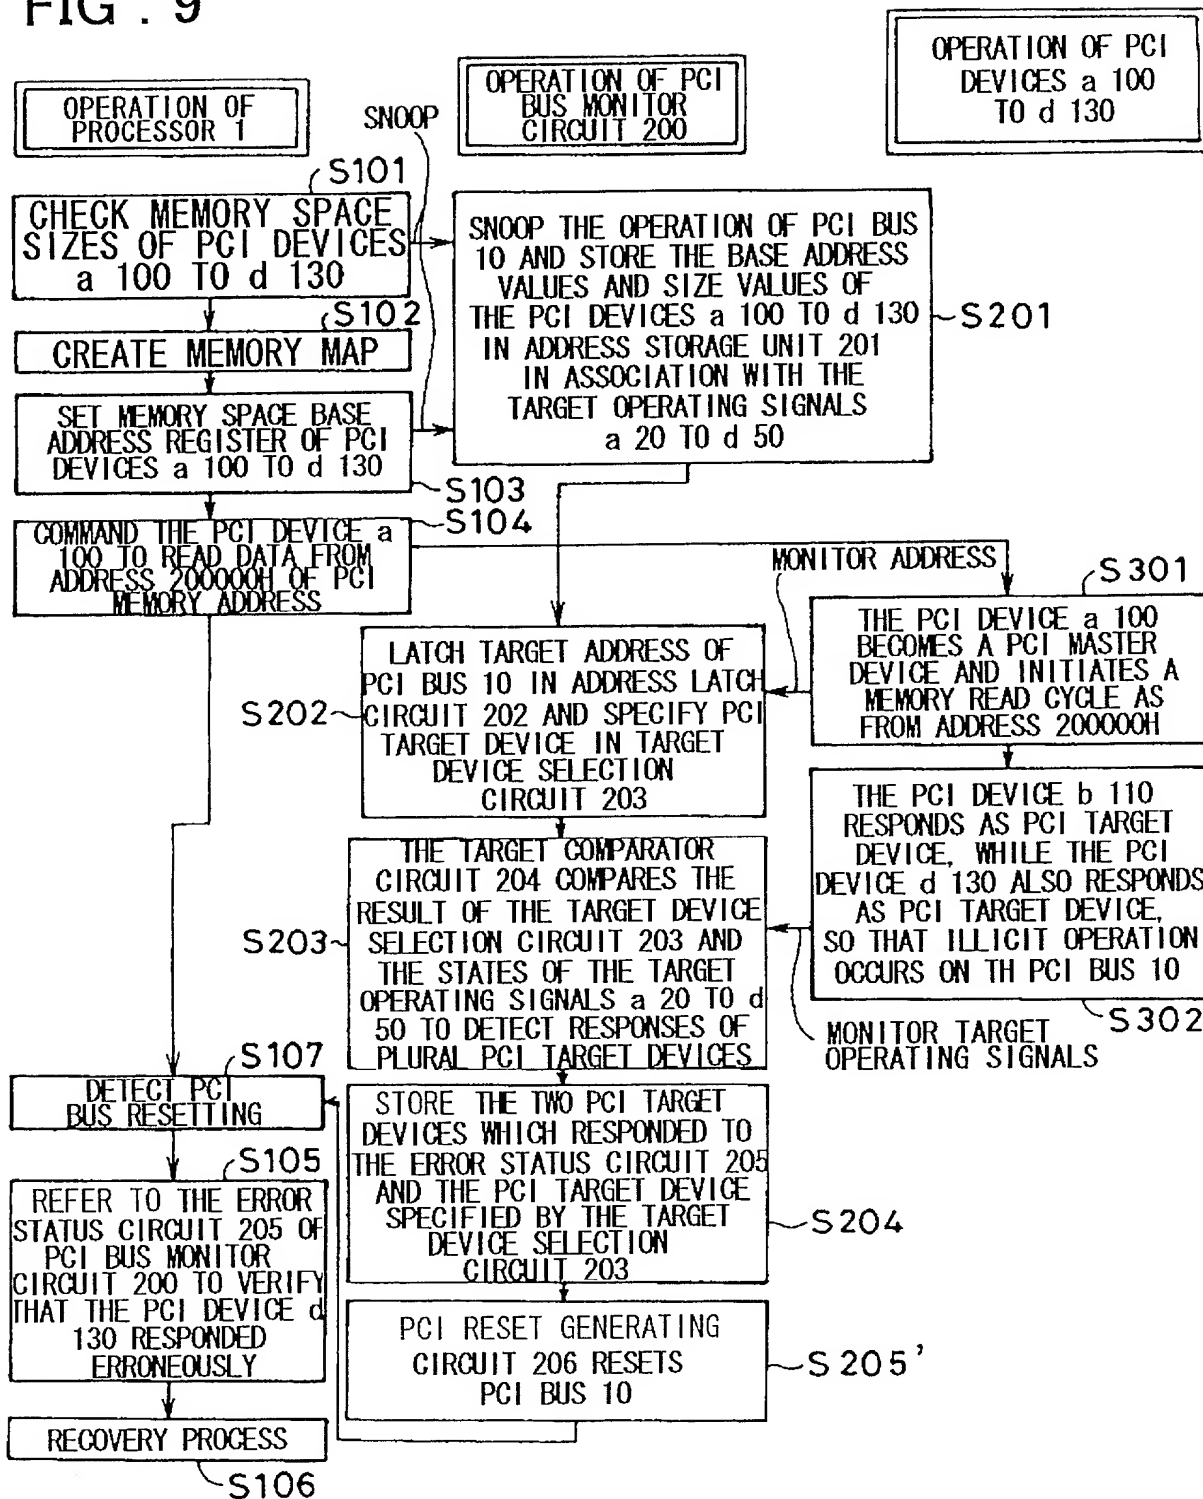 FIG . 9
OPERATION OF
PROCESSOR 1
SNOOP
OPERATION OF PCI
BUS MONITOR
CIRCUIT 200
OPERATION OF PCI
DEVICES a 100
TO d 130
S101
CHECK MEMORY SPACE
SIZES OF PCI DEVICES
a 100 TO d 130
S102
CREATE MEMORY MAP
SET MEMORY SPACE BASE
ADDRESS REGISTER OF PCI
DEVICES a 100 TO d 130
S103
S104
COMMAND THE PCI DEVICE a
100 TO READ DATA FROM
ADDRESS 200000H OF PCI
MEMORY ADDRESS
SNOOP THE OPERATION OF PCI BUS
10 AND STORE THE BASE ADDRESS
VALUES AND SIZE VALUES OF
THE PCI DEVICES a 100 TO d 130
IN ADDRESS STORAGE UNIT 201
IN ASSOCIATION WITH THE
TARGET OPERATING SIGNALS
a 20 TO d 50
S201
MONITOR ADDRESS
S301
THE PCI DEVICE a 100
BECOMES A PCI MASTER
DEVICE AND INITIATES A
MEMORY READ CYCLE AS
FROM ADDRESS 200000H
LATCH TARGET ADDRESS OF
PCI BUS 10 IN ADDRESS LATCH
CIRCUIT 202 AND SPECIFY PCI
TARGET DEVICE IN TARGET
DEVICE SELECTION
CIRCUIT 203
S202
THE PCI DEVICE b 110
RESPONDS AS PCI TARGET
DEVICE, WHILE THE PCI
DEVICE d 130 ALSO RESPONDS
AS PCI TARGET DEVICE,
SO THAT ILLICIT OPERATION
OCCURS ON TH PCI BUS 10
S302
THE TARGET COMPARATOR
CIRCUIT 204 COMPARES THE
RESULT OF THE TARGET DEVICE
SELECTION CIRCUIT 203 AND
THE STATES OF THE TARGET
OPERATING SIGNALS a 20 TO d
50 TO DETECT RESPONSES OF
PLURAL PCI TARGET DEVICES
S203
MONITOR TARGET
OPERATING SIGNALS
S107
DETECT PCI
BUS RESETTING
STORE THE TWO PCI TARGET
DEVICES WHICH RESPONDED TO
THE ERROR STATUS CIRCUIT 205
AND THE PCI TARGET DEVICE
SPECIFIED BY THE TARGET
DEVICE SELECTION
CIRCUIT 203
S204
S105
REFER TO THE ERROR
STATUS CIRCUIT 205 OF
PCI BUS MONITOR
CIRCUIT 200 TO VERIFY
THAT THE PCI DEVICE d
130 RESPONDED
ERRONEOUSLY
PCI RESET GENERATING
CIRCUIT 206 RESETS
PCI BUS 10
S205'
RECOVERY PROCESS
S106